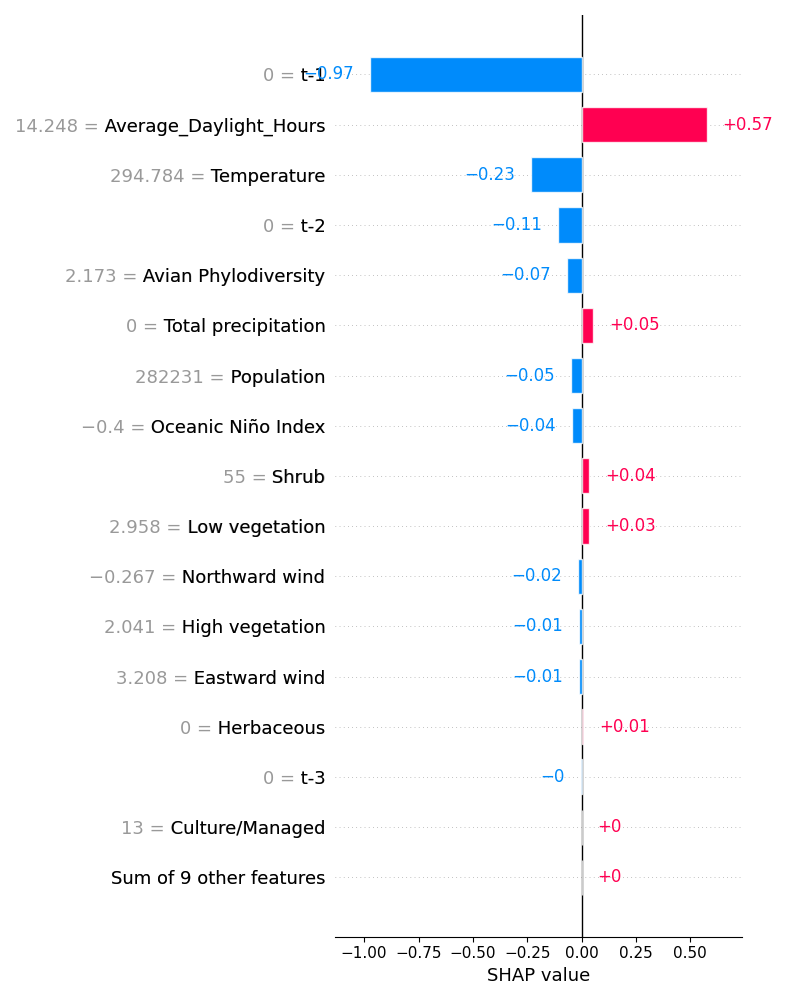 0 = t-1 −0.97
14.248 = Average_Daylight_Hours +0.57
294.784 = Temperature −0.23
0 = t-2 −0.11
2.173 = Avian Phylodiversity −0.07
0 = Total precipitation +0.05
282231 = Population −0.05
−0.4 = Oceanic Niño Index −0.04
55 = Shrub +0.04
2.958 = Low vegetation +0.03
−0.267 = Northward wind −0.02
2.041 = High vegetation −0.01
3.208 = Eastward wind −0.01
0 = Herbaceous +0.01
0 = t-3 −0
13 = Culture/Managed +0
Sum of 9 other features +0
−1.00 −0.75 −0.50 −0.25 0.00 0.25 0.50
SHAP value